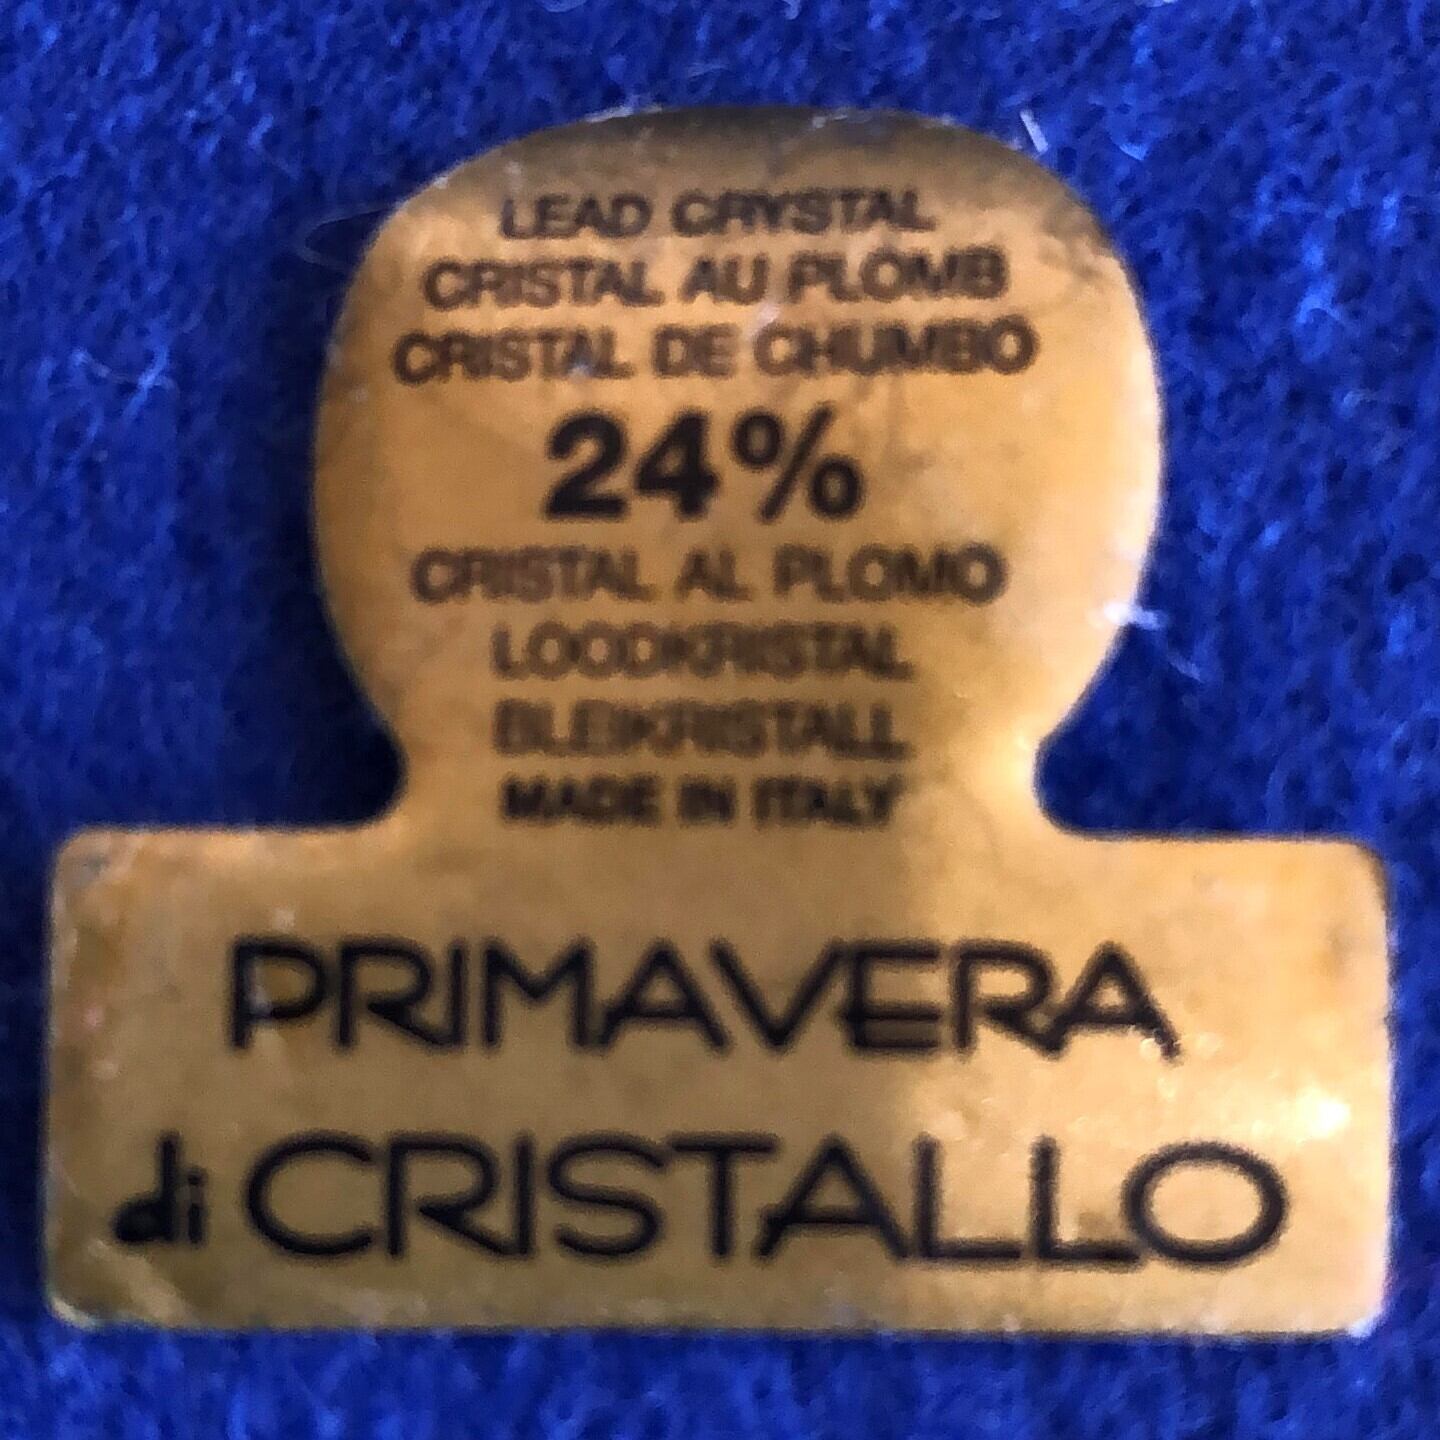 LEAD CRYSTAL
CRISTAL AU PLOMB
CRISTAL DE CHUMBO
24%
CRISTAL AL PLOMO
LOODKRISTAL
BLEIKRISTALL
MADE IN ITALY
PRIMAVERA
di CRISTALLO